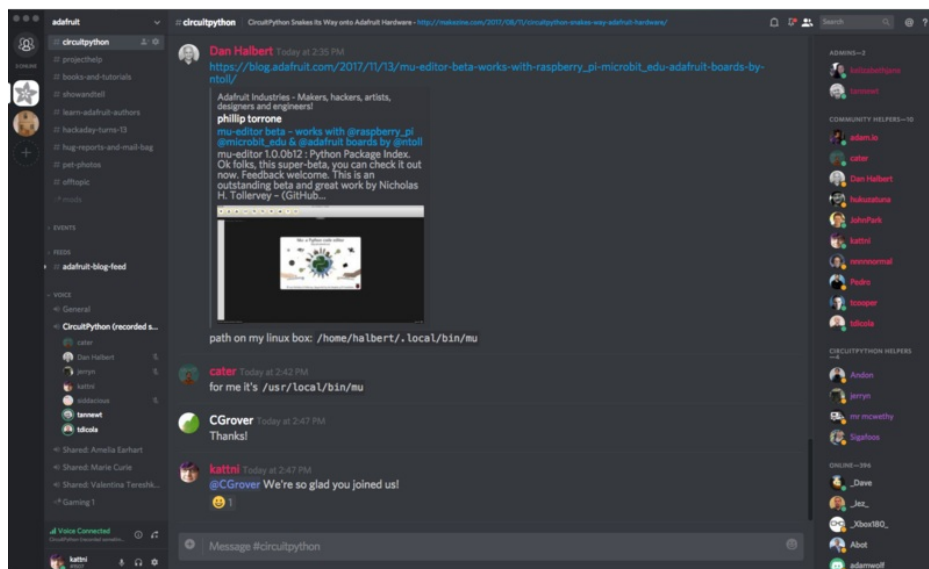 adafruit
# circuitpython
CircuitPython Snakes Its Way onto Adafruit Hardware - http://makezine.com/2017/08/11/circuitpython-snakes-way-adafruit-hardware/
Search
# circuitpython
# projecthelp
# books-and-tutorials
# showandtell
# learn-adafruit-authors
# hackaday-turns-13
# hug-reports-and-mail-bag
# pet-photos
# offtopic
mods
EVENTS
FEEDS
# adafruit-blog-feed
VOICE
General
CircuitPython (recorded s...
cater
Dan Halbert
jerryn
kattni
tannewt
tdicola
Shared: Amelia Earhart
Shared: Marie Curie
Shared: Valentina Tereshk...
Gaming 1
Voice Connected
kattni
Dan Halbert Today at 2:35 PM
https://blog.adafruit.com/2017/11/13/mu-editor-beta-works-with-raspberry_pi-microbit_edu-adafruit-boards-by-
ntoll/
Adafruit Industries - Makers, hackers, artists,
designers and engineers!
phillip torrone
mu-editor beta – works with @raspberry_pi
@microbit_edu & @adafruit boards by @ntoll
mu-editor 1.0.0b12 : Python Package Index.
Ok folks, this super-beta, you can check it out
now. Feedback welcome. This is an
outstanding beta and great work by Nicholas
H. Tollervey – (GitHub...
path on my linux box: /home/halbert/.local/bin/mu
cater Today at 2:42 PM
for me it's /usr/local/bin/mu
CGrover Today at 2:47 PM
Thanks!
kattni Today at 2:47 PM
@CGrover We're so glad you joined us!
1
Message #circuitpython
ADMINS—2
tannewt
COMMUNITY HELPERS—10
adam.io
cater
Dan Halbert
hukuzatuna
JohnPark
kattni
Pedro
tcooper
tdicola
CIRCUITPYTHON HELPERS
—4
Andon
jerryn
mr mcwethy
Sigafoos
ONLINE—396
_Dave
_Jez_
_Xbox180_
Abot
adamwolf